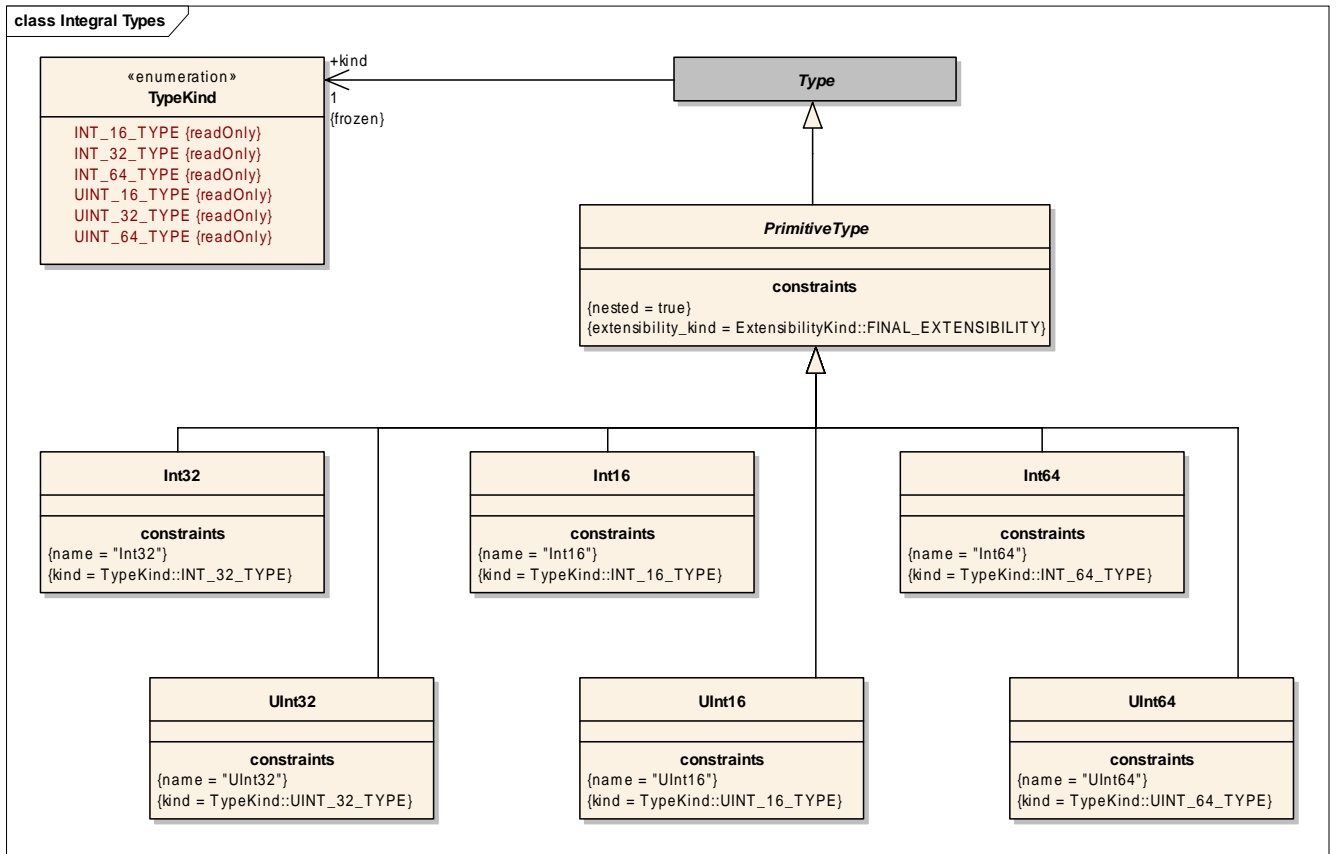 class Integral Types
«enumeration»
TypeKind
INT_16_TYPE {readOnly}
INT_32_TYPE {readOnly}
INT_64_TYPE {readOnly}
UINT_16_TYPE {readOnly}
UINT_32_TYPE {readOnly}
UINT_64_TYPE {readOnly}
+kind
1
{frozen}
Type
PrimitiveType
constraints
{nested = true}
{extensibility_kind = ExtensibilityKind::FINAL_EXTENSIBILITY}
Int32
constraints
{name = "Int32"}
{kind = TypeKind::INT_32_TYPE}
Int16
constraints
{name = "Int16"}
{kind = TypeKind::INT_16_TYPE}
Int64
constraints
{name = "Int64"}
{kind = TypeKind::INT_64_TYPE}
UInt32
constraints
{name = "UInt32"}
{kind = TypeKind::UINT_32_TYPE}
UInt16
constraints
{name = "UInt16"}
{kind = TypeKind::UINT_16_TYPE}
UInt64
constraints
{name = "UInt64"}
{kind = TypeKind::UINT_64_TYPE}